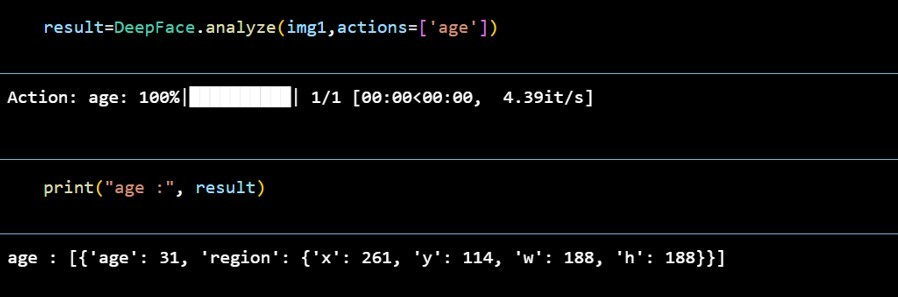 result=DeepFace.analyze(img1,actions=['age'])
Action: age: 100%|██████████| 1/1 [00:00<00:00,  4.39it/s]
print("age :", result)
age : [{'age': 31, 'region': {'x': 261, 'y': 114, 'w': 188, 'h': 188}}]